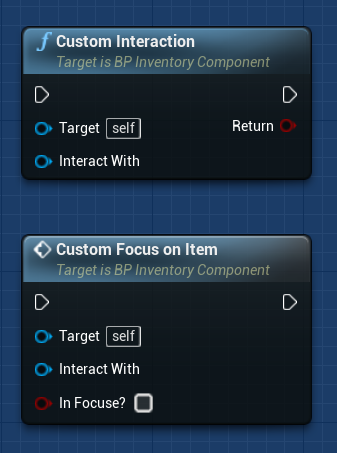 Custom Interaction
Target is BP Inventory Component
Target self
Return
Interact With
Custom Focus on Item
Target is BP Inventory Component
Target self
Interact With
In Focuse?